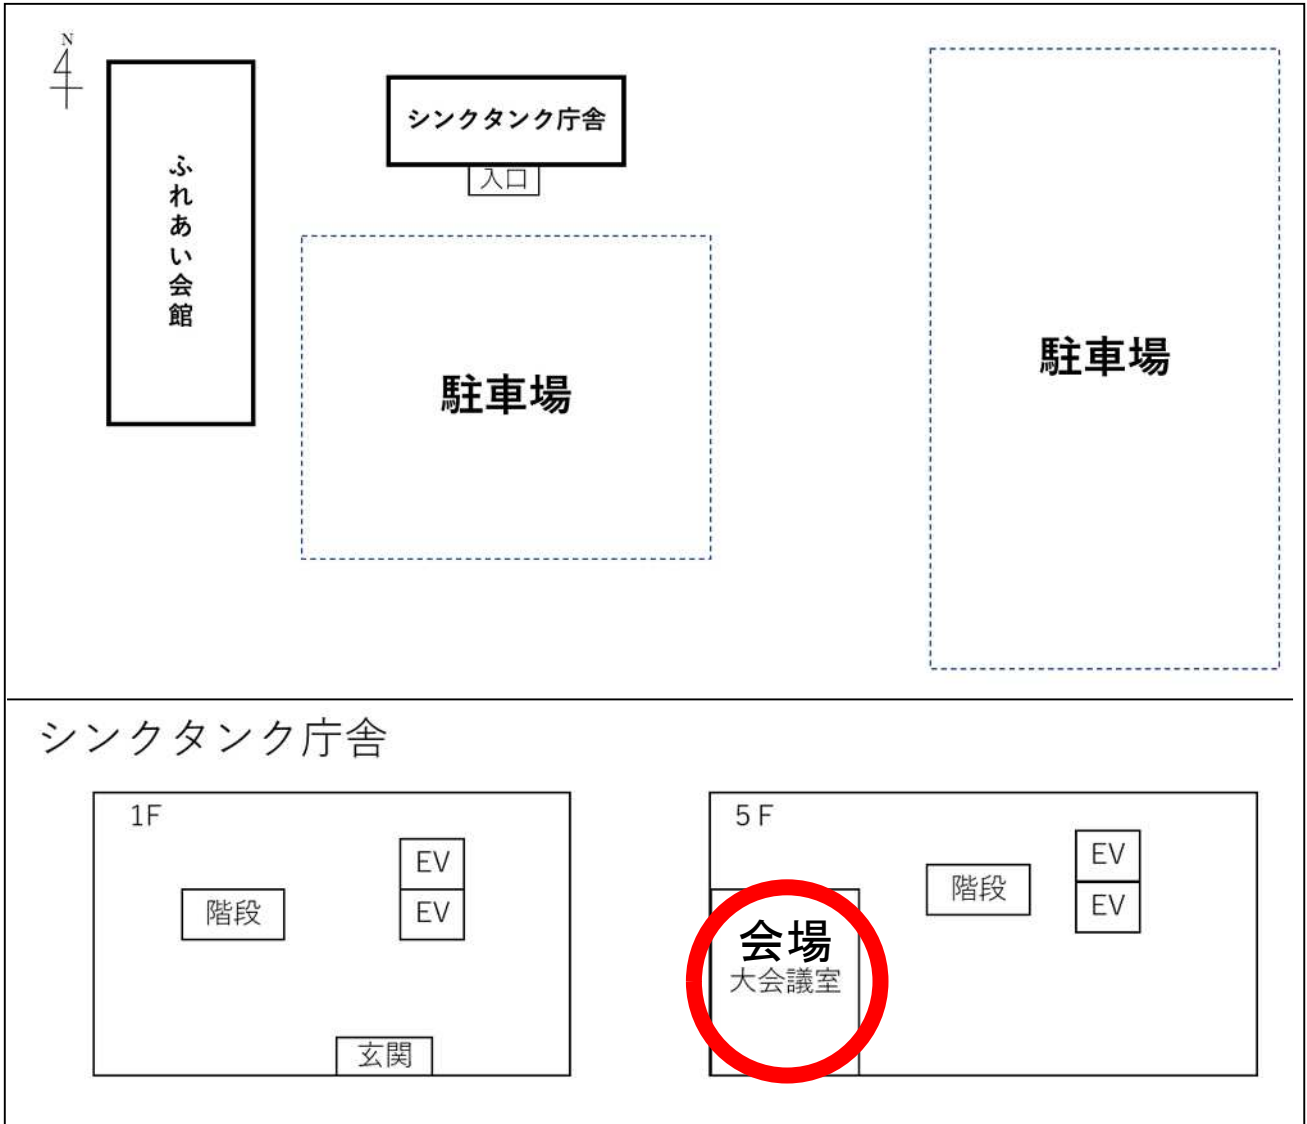 N
シンクタンク庁舎
入口
ふれあい会館
駐車場
駐車場
シンクタンク庁舎
1F
EV
EV
階段
玄関
5F
EV
EV
階段
会場
大会議室